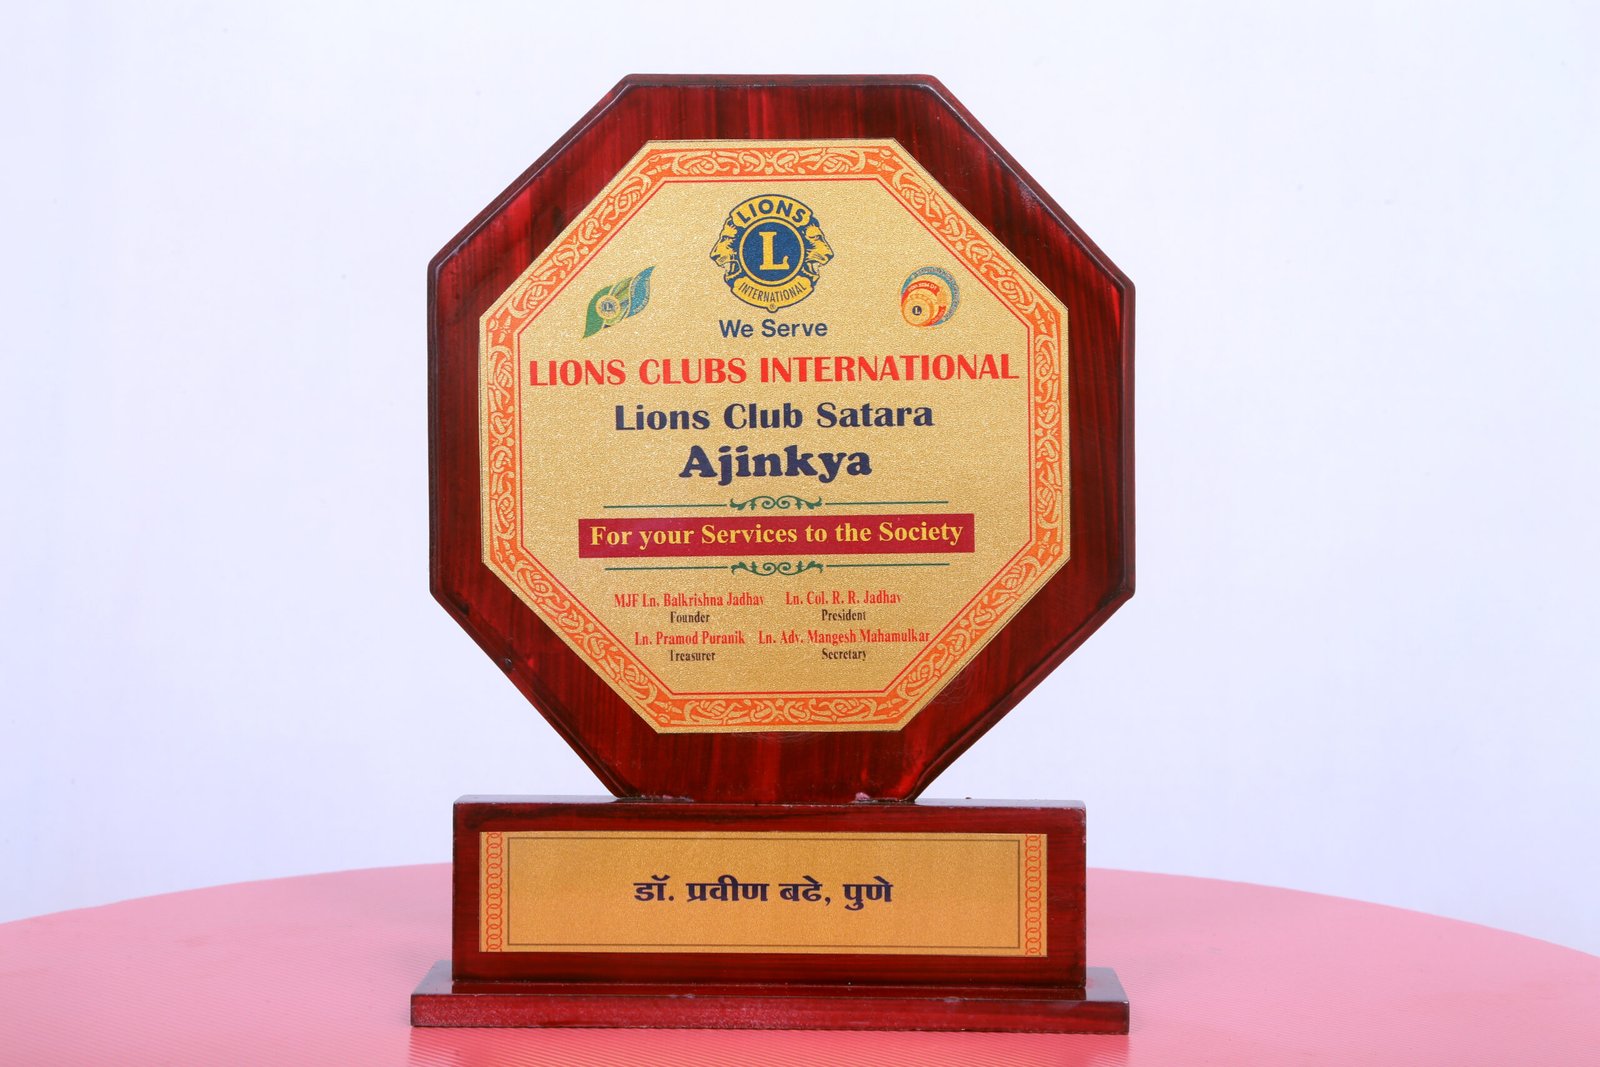 LIONS
L
INTERNATIONAL
We Serve
LIONS CLUBS INTERNATIONAL
Lions Club Satara
Ajinkya
For your Services to the Society
MJF Ln. Balkrishna Jadhav Ln. Col. R. R. Jadhav
Founder President
Ln. Pramod Puranik Ln. Adv. Mangesh Mahamulkar
Treasurer Secretary
डॉ. प्रवीण बढे, पुणे